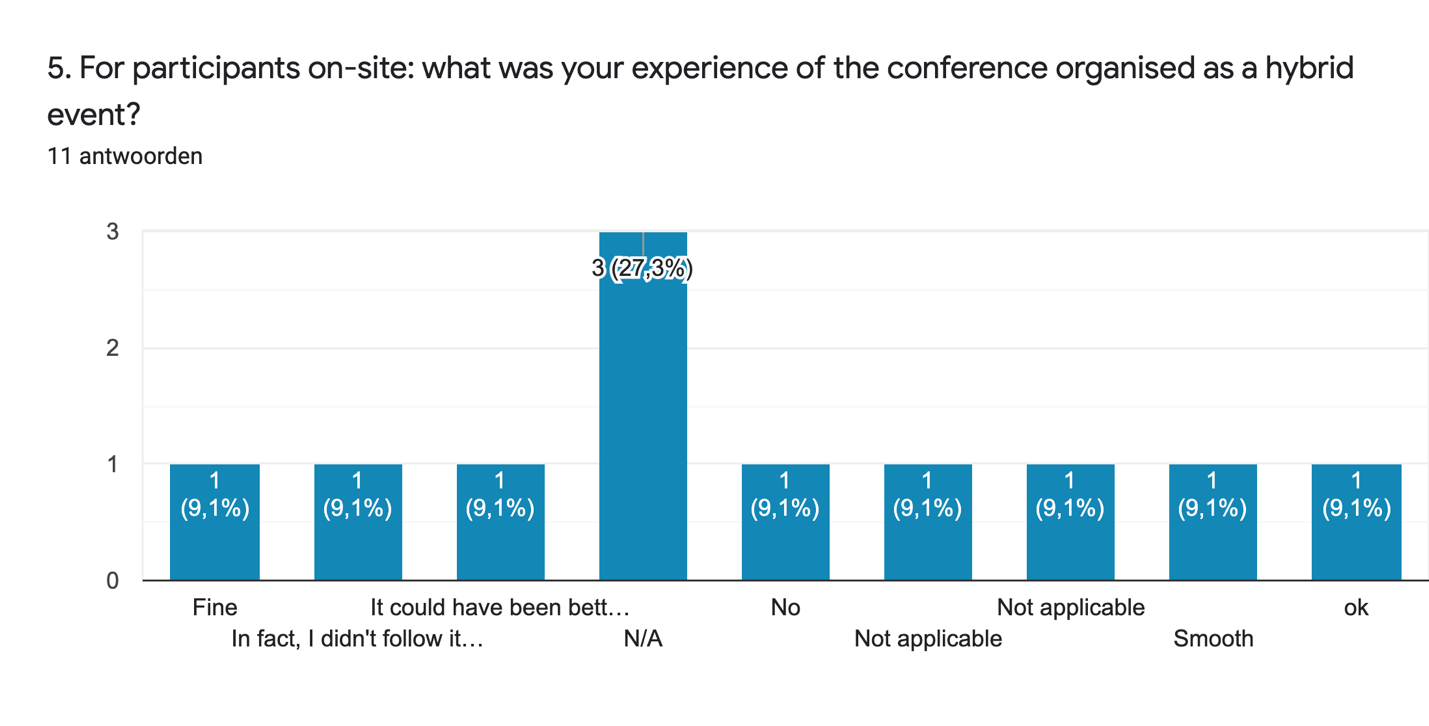 5. For participants on-site: what was your experience of the conference organised as a hybrid
event?
11 antwoorden
3
2
1
0
3 (27,3%)
1
(9,1%)
1
(9,1%)
1
(9,1%)
1
(9,1%)
1
(9,1%)
1
(9,1%)
1
(9,1%)
1
(9,1%)
Fine
In fact, I didn't follow it…
It could have been bett…
N/A
No
Not applicable
Not applicable
Smooth
ok